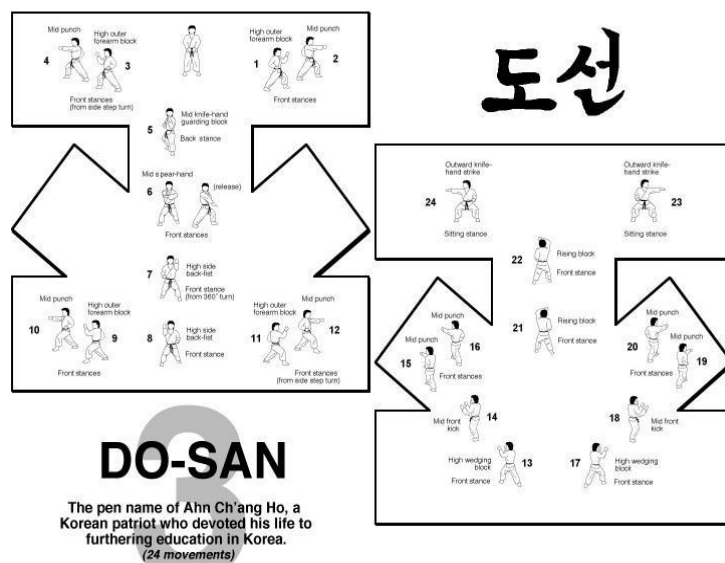 Mid punch
4
High outer
forearm block
3
Front stances
(from side step turn)
High outer
forearm block
1
Mid punch
2
Front stances
5
Mid knife-hand
guarding block
Back stance
Mid spear-hand
6
(release)
Front stances
7
High side
back-fist
Front stance
(from 360° turn)
8
High side
back-fist
Front stance
Mid punch
10
High outer
forearm block
9
Front stances
High outer
forearm block
11
Mid punch
12
Front stances
(from side step turn)
3
DO-SAN
The pen name of Ahn Ch'ang Ho, a
Korean patriot who devoted his life to
furthering education in Korea.
(24 movements)
도선
Outward knife-
hand strike
24
Sitting stance
Outward knife-
hand strike
23
Sitting stance
22
Rising block
Front stance
21
Rising block
Front stance
Mid punch
16
Mid punch
15
Front stances
14
Mid front
kick
High wedging
block
13
Front stance
Mid punch
20
Mid punch
19
Front stances
18
Mid front
kick
17
High wedging
block
Front stance